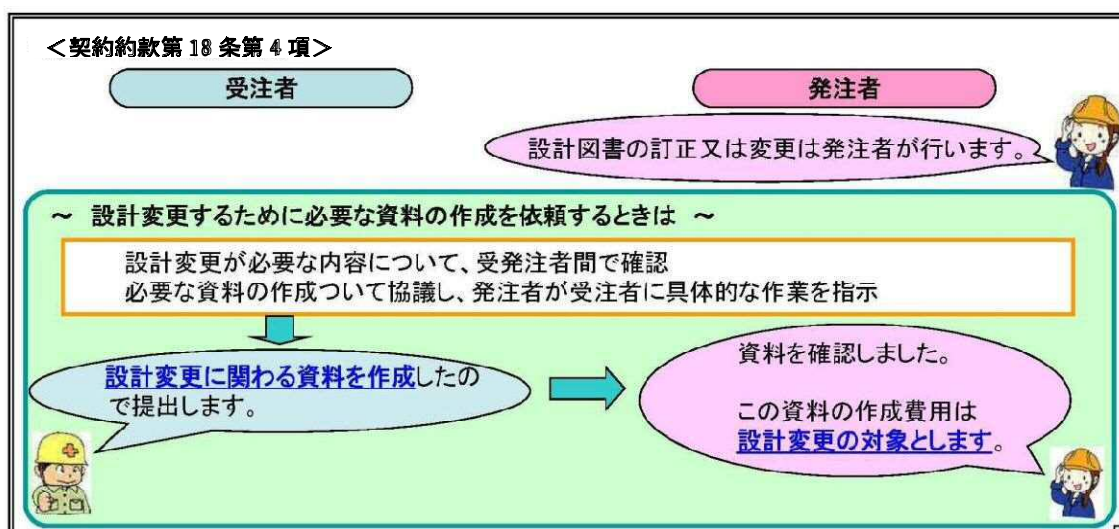 ＜契約約款第18条第4項＞
受注者
発注者
設計図書の訂正又は変更は発注者が行います。
～ 設計変更するために必要な資料の作成を依頼するときは ～
設計変更が必要な内容について、受発注者間で確認
必要な資料の作成ついて協議し、発注者が受注者に具体的な作業を指示
設計変更に関わる資料を作成したの
で提出します。
資料を確認しました。
この資料の作成費用は
設計変更の対象とします。